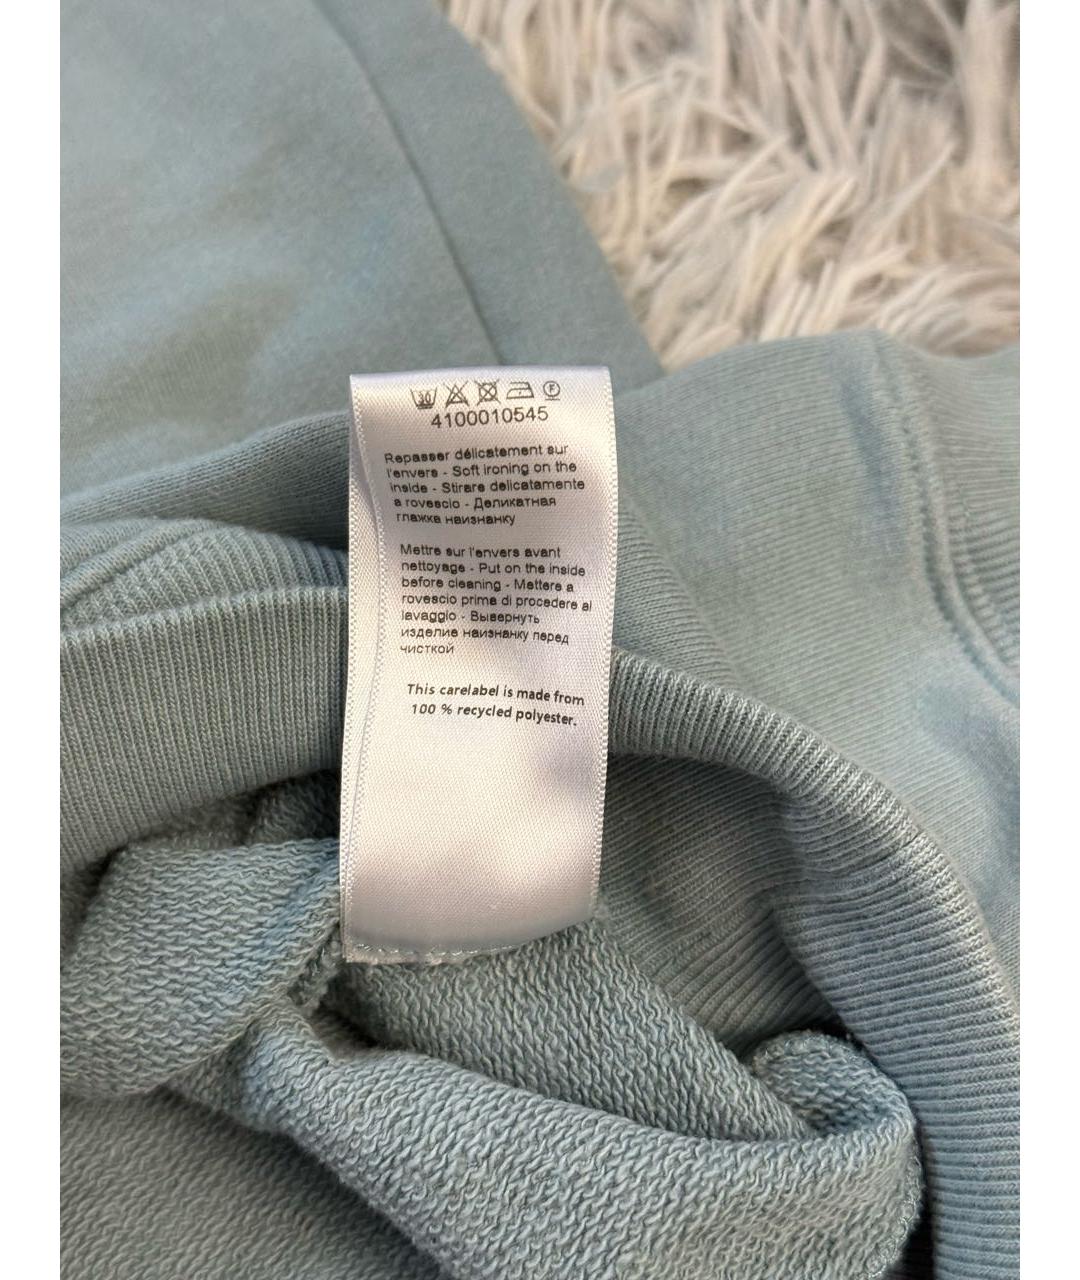 30 F
4100010545
Repasser délicatement sur
l'envers - Soft ironing on the
inside - Stirare delicatamente
a rovescio - Деликатная
глажка наизнанку
Mettre sur l'envers avant
nettoyage - Put on the inside
before cleaning - Mettere a
rovescio prima di procedere al
lavaggio - Вывернуть
изделие наизнанку перед
чисткой
This carelabel is made from
100 % recycled polyester.